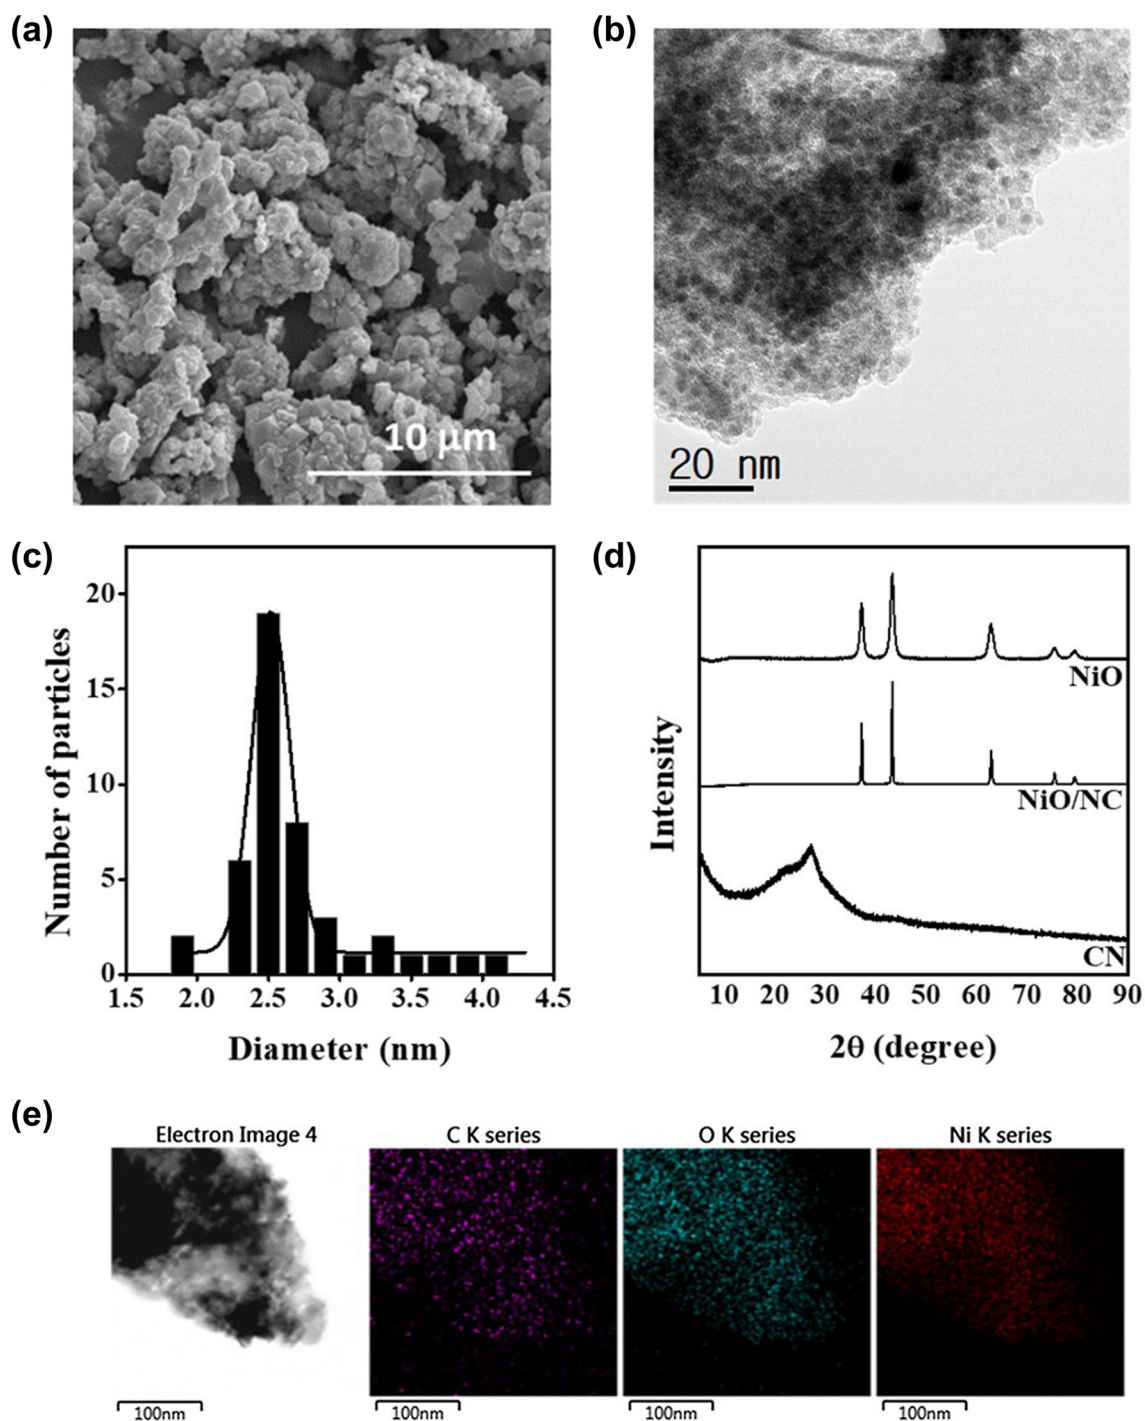 (a)
10 μm
(b)
20 nm
(c)
Number of particles
20
15
10
5
0
1.5 2.0 2.5 3.0 3.5 4.0 4.5
Diameter (nm)
(d)
Intensity
NiO
NiO/NC
CN
10 20 30 40 50 60 70 80 90
2θ (degree)
(e)
Electron Image 4
C K series
O K series
Ni K series
100nm
100nm
100nm
100nm